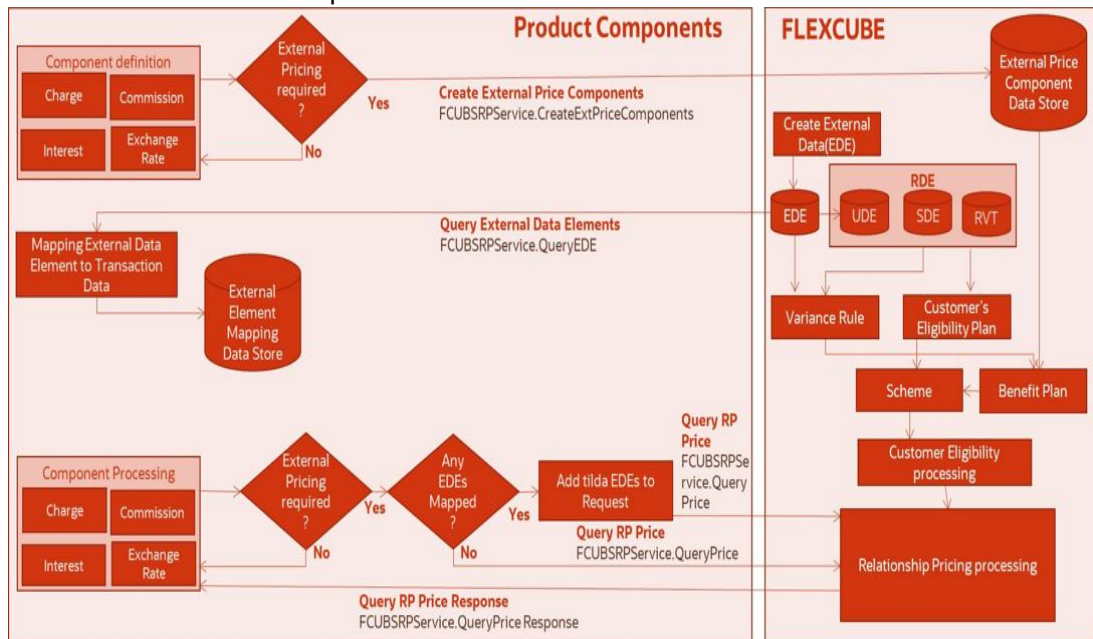 Product Components
FLEXCUBE
Component definition
Charge
Commission
Interest
Exchange
Rate
External
Pricing
required
?
Yes
No
Create External Price Components
FCUBSRPService.CreateExtPriceComponents
External Price
Component
Data Store
Create External
Data(EDE)
RDE
EDE
UDE
SDE
RVT
Query External Data Elements
FCUBSRPService.QueryEDE
Mapping External Data
Element to Transaction
Data
External
Element
Mapping
Data Store
Variance Rule
Customer's
Eligibility Plan
Scheme
Benefit Plan
Customer Eligibility
processing
Component Processing
Charge
Commission
Interest
Exchange
Rate
External
Pricing
required
?
Yes
No
Any
EDEs
Mapped
?
Yes
No
Add tilda EDEs to
Request
Query RP
Price
FCUBSRPSe
rvice.Query
Price
Query RP Price
FCUBSRPService.QueryPrice
Relationship Pricing processing
Query RP Price Response
FCUBSRPService.QueryPrice Response